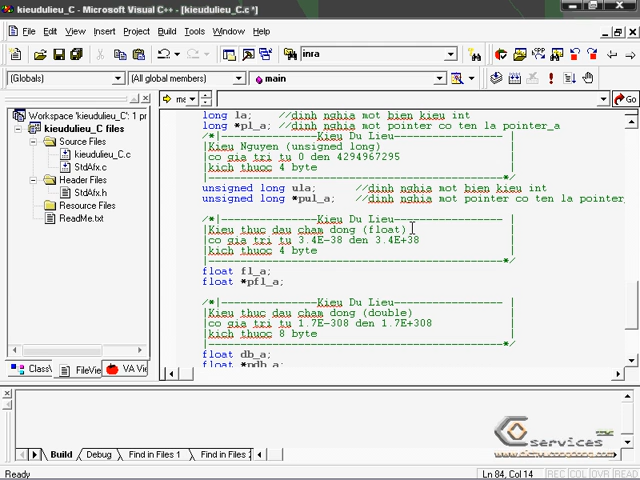 kieudulieu_C - Microsoft Visual C++ - [kieudulieu_C.c *]
File Edit View Insert Project Build Tools Window Help
inra
(Globals) (All global members) main
Workspace 'kieudulieu_C': 1 pr
kieudulieu_C files
Source Files
kieudulieu_C.c
StdAfx.c
Header Files
StdAfx.h
Resource Files
ReadMe.txt
Class\ FileVie VA Vi
Go
long la; //dinh nghia mot bien kieu int
long *pl_a; //dinh nghia mot pointer co ten la pointer_a
/*|-----------------Kieu Du Lieu------------------- |
|Kieu Nguyen (unsigned long)
|co gia tri tu 0 den 4294967295
|kich thuoc 4 byte
|--------------------------------------------------*/
unsigned long ula; //dinh nghia mot bien kieu int
unsigned long *pul_a; //dinh nghia mot pointer co ten la pointer_
/*|-----------------Kieu Du Lieu------------------- |
|Kieu thuc dau cham dong (float)
|co gia tri tu 3.4E-38 den 3.4E+38
|kich thuoc 4 byte
|--------------------------------------------------*/
float fl_a;
float *pfl_a;
/*|-----------------Kieu Du Lieu------------------- |
|Kieu thuc dau cham dong (double)
|co gia tri tu 1.7E-308 den 1.7E+308
|kich thuoc 8 byte
|--------------------------------------------------*/
float db_a;
float *pdb_a;
Build Debug Find in Files 1 Find in Files 2
services
Ready
Ln 84, Col 14 REC COL OVR READ